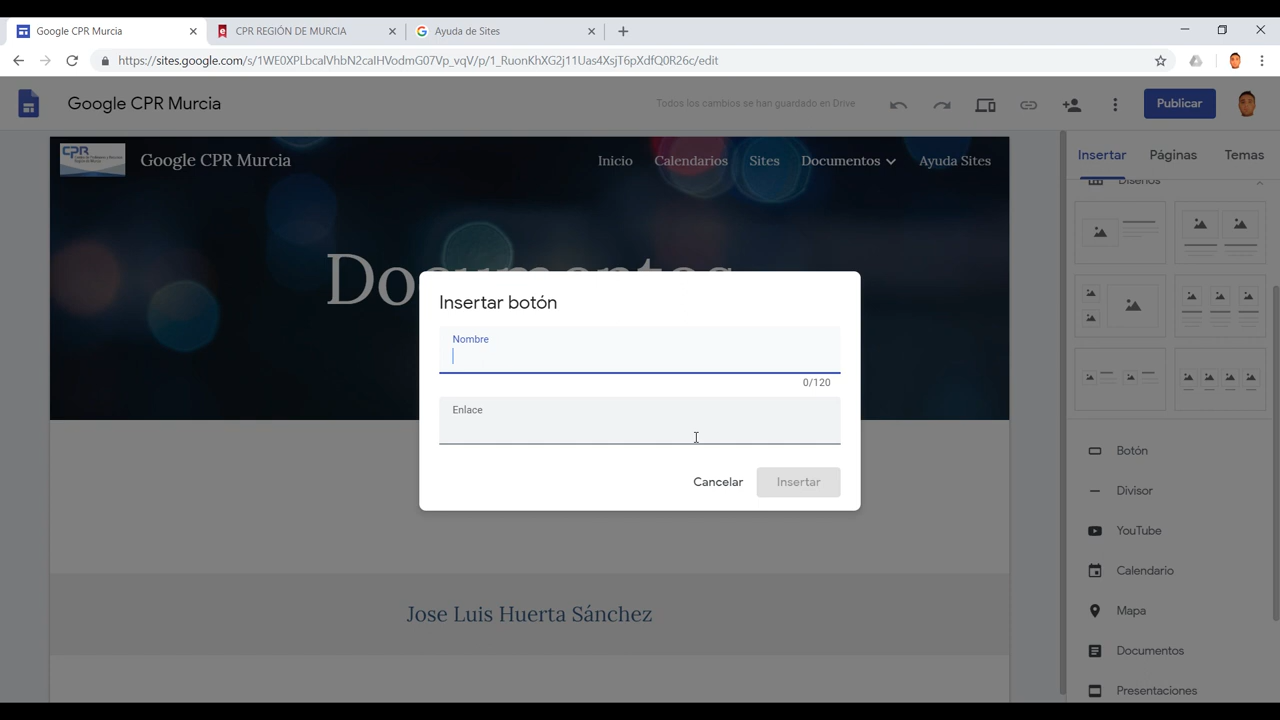 Google CPR Murcia
CPR REGIÓN DE MURCIA
Ayuda de Sites
https://sites.google.com/s/1WE0XPLbcalVhbN2calHVodmG07Vp_vqV/p/1_RuonKhXG2j11Uas4XsjT6pXdfQ0R26c/edit
Google CPR Murcia
Todos los cambios se han guardado en Drive
Publicar
CPR
Google CPR Murcia
Inicio
Calendarios
Sites
Documentos
Ayuda Sites
Insertar
Páginas
Temas
Diseños
Documentos
Insertar botón
Nombre
0/120
Enlace
Cancelar
Insertar
Botón
Divisor
YouTube
Calendario
Mapa
Documentos
Presentaciones
Jose Luis Huerta Sánchez